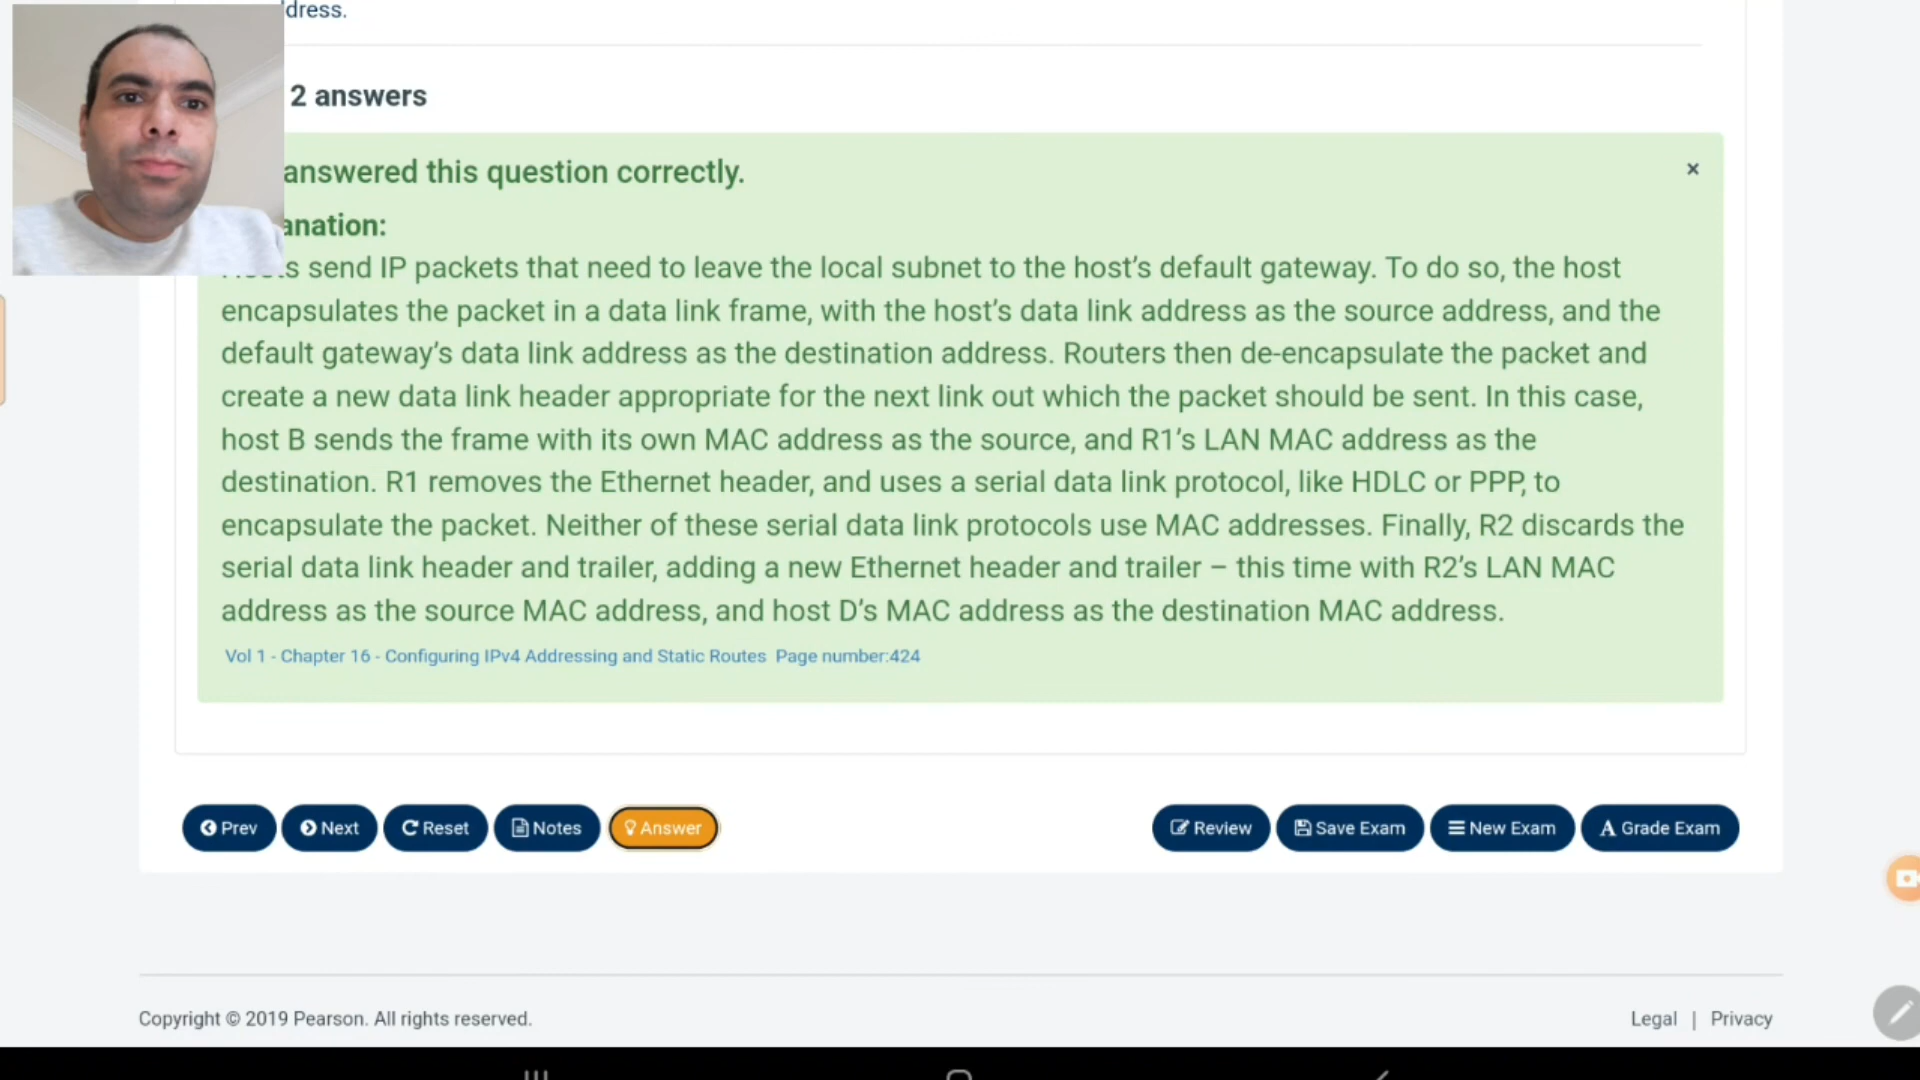 dress.
2 answers
answered this question correctly.
×
anation:
s send IP packets that need to leave the local subnet to the host’s default gateway. To do so, the host
encapsulates the packet in a data link frame, with the host’s data link address as the source address, and the
default gateway’s data link address as the destination address. Routers then de-encapsulate the packet and
create a new data link header appropriate for the next link out which the packet should be sent. In this case,
host B sends the frame with its own MAC address as the source, and R1’s LAN MAC address as the
destination. R1 removes the Ethernet header, and uses a serial data link protocol, like HDLC or PPP, to
encapsulate the packet. Neither of these serial data link protocols use MAC addresses. Finally, R2 discards the
serial data link header and trailer, adding a new Ethernet header and trailer – this time with R2’s LAN MAC
address as the source MAC address, and host D’s MAC address as the destination MAC address.
Vol 1 - Chapter 16 - Configuring IPv4 Addressing and Static Routes Page number:424
Prev Next Reset Notes Answer Review Save Exam New Exam A Grade Exam
Copyright © 2019 Pearson. All rights reserved. Legal | Privacy